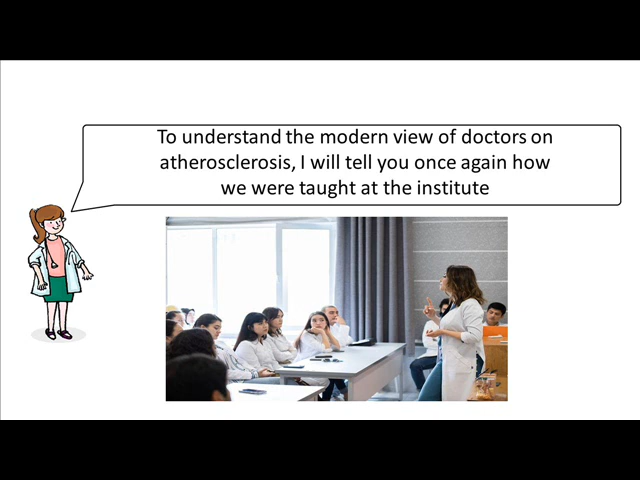 To understand the modern view of doctors on
atherosclerosis, I will tell you once again how
we were taught at the institute